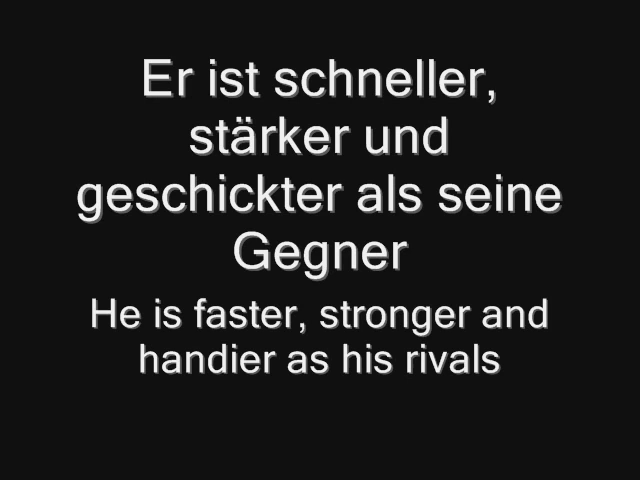 Er ist schneller,
stärker und
geschickter als seine
Gegner
He is faster, stronger and
handier as his rivals